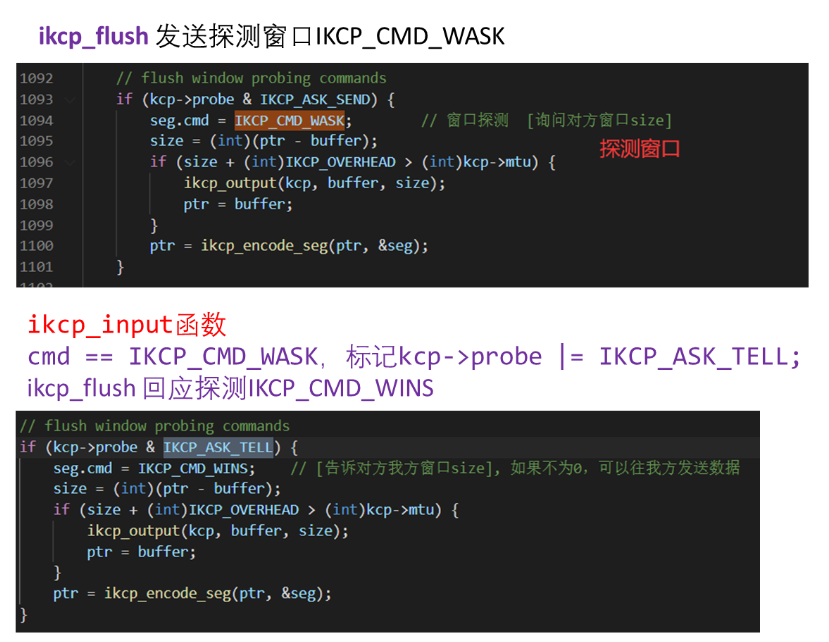 ikcp_flush 发送探测窗口IKCP_CMD_WASK
1092 // flush window probing commands
1093 if (kcp->probe & IKCP_ASK_SEND) {
1094 seg.cmd = IKCP_CMD_WASK; // 窗口探测 [询问对方窗口size]
1095 size = (int)(ptr - buffer);
探测窗口
1096 if (size + (int)IKCP_OVERHEAD > (int)kcp->mtu) {
1097 ikcp_output(kcp, buffer, size);
1098 ptr = buffer;
1099 }
1100 ptr = ikcp_encode_seg(ptr, &seg);
1101 }
1102
ikcp_input函数
cmd == IKCP_CMD_WASK, 标记kcp->probe |= IKCP_ASK_TELL;
ikcp_flush 回应探测IKCP_CMD_WINS
// flush window probing commands
if (kcp->probe & IKCP_ASK_TELL) {
seg.cmd = IKCP_CMD_WINS; // [告诉对方我方窗口size], 如果不为0，可以往我方发送数据
size = (int)(ptr - buffer);
if (size + (int)IKCP_OVERHEAD > (int)kcp->mtu) {
ikcp_output(kcp, buffer, size);
ptr = buffer;
}
ptr = ikcp_encode_seg(ptr, &seg);
}